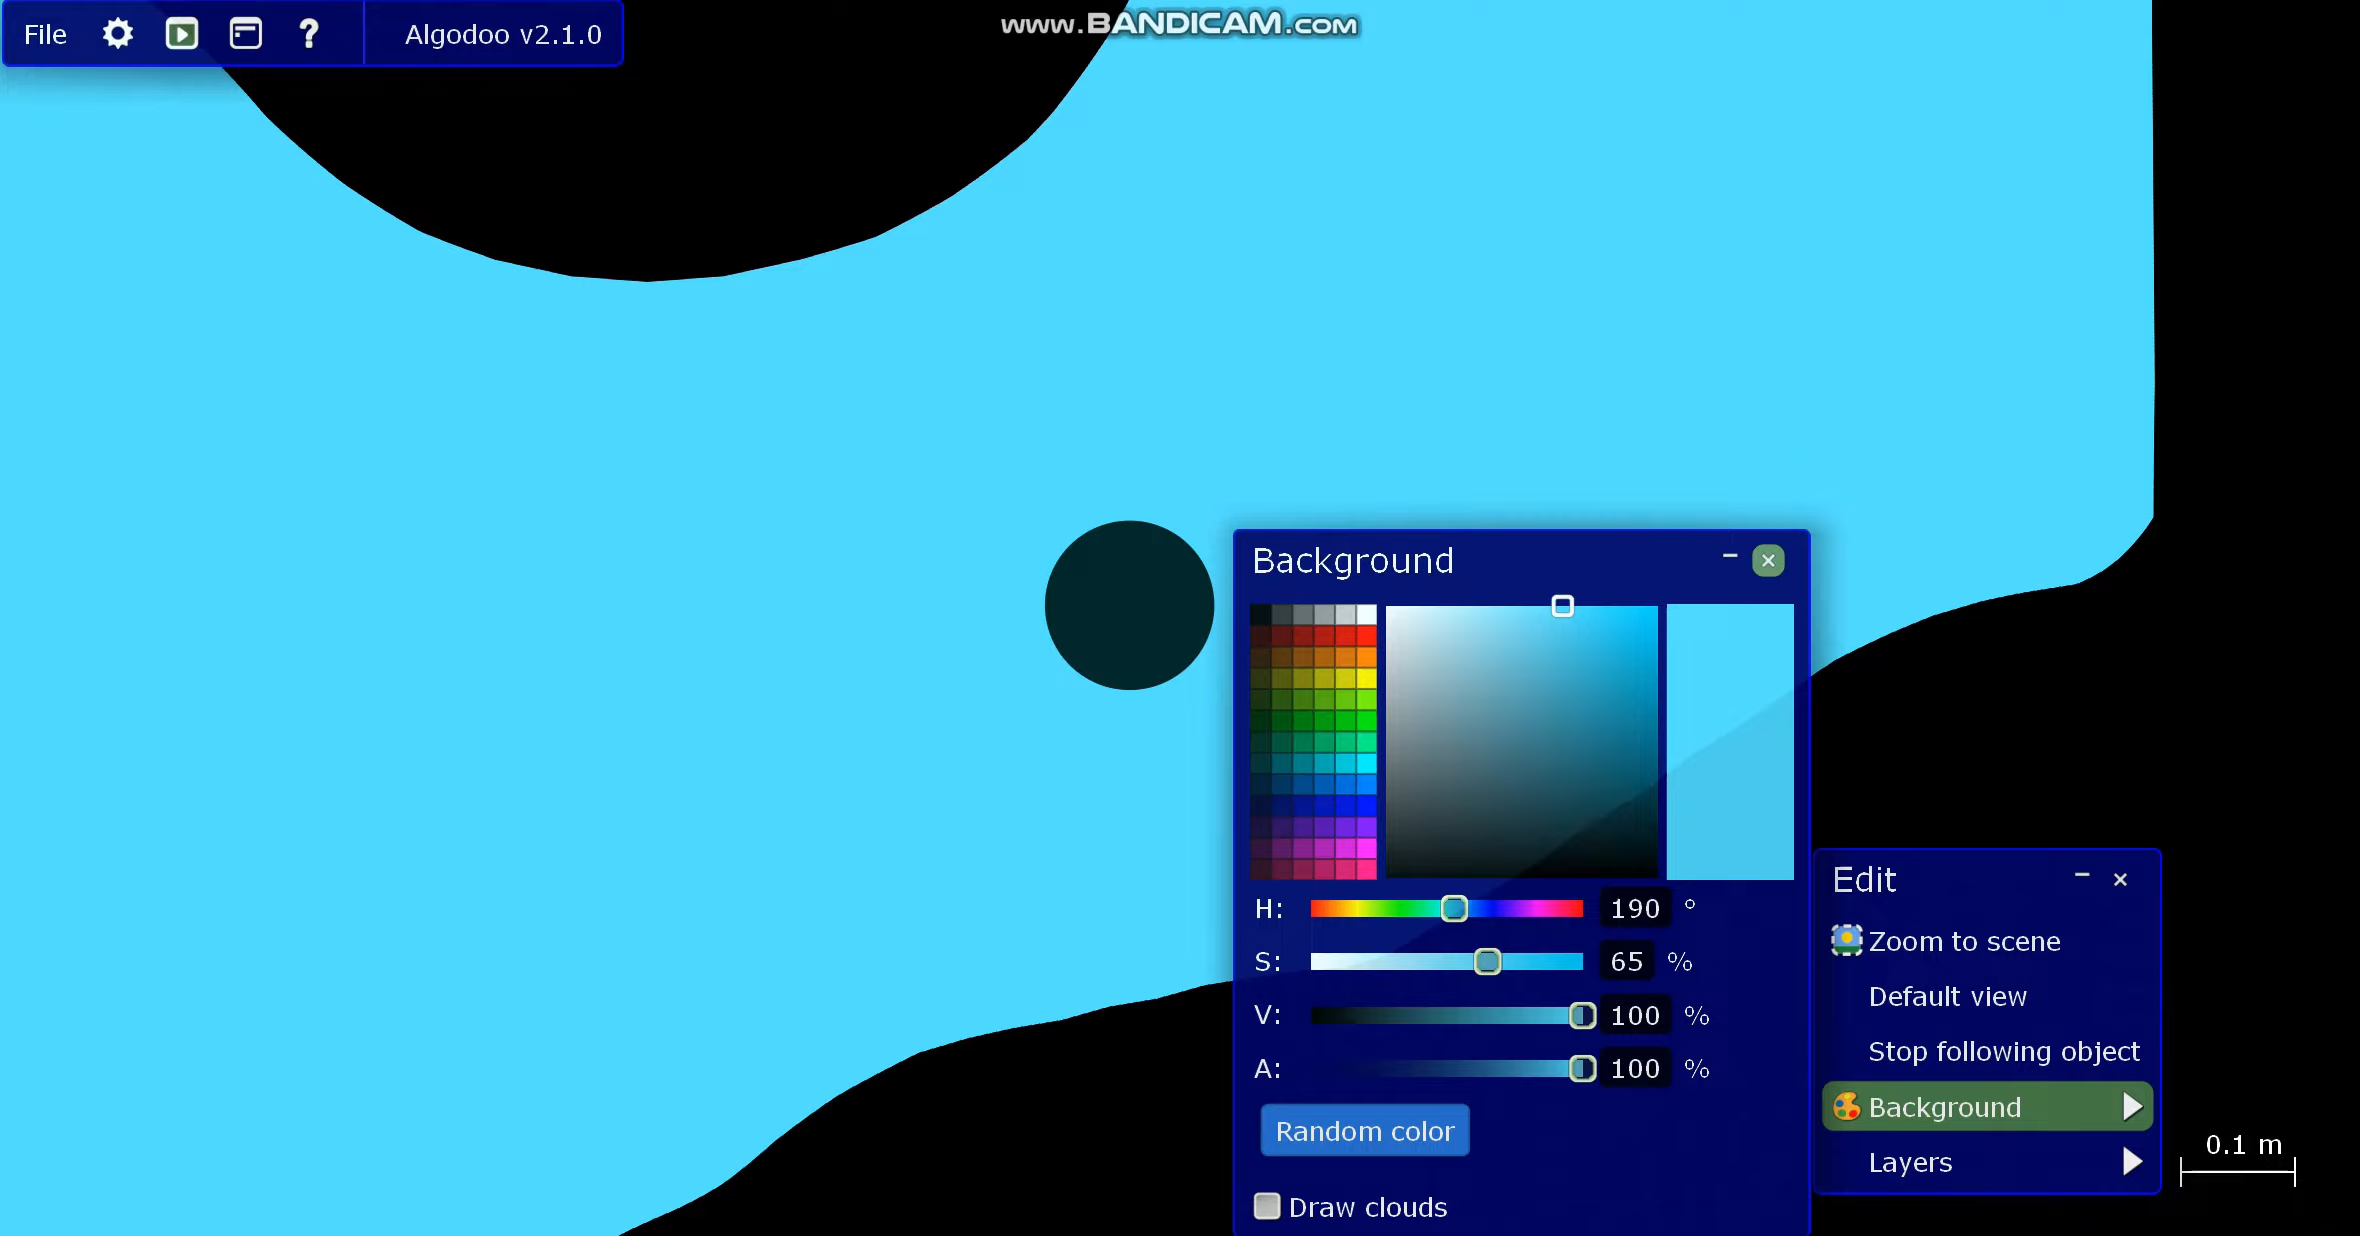 File ? Algodoo v2.1.0
www.BANDICAM.com
Background
H: 190 °
S: 65 %
V: 100 %
A: 100 %
Random color
Draw clouds
Edit
Zoom to scene
Default view
Stop following object
Background
Layers
0.1 m